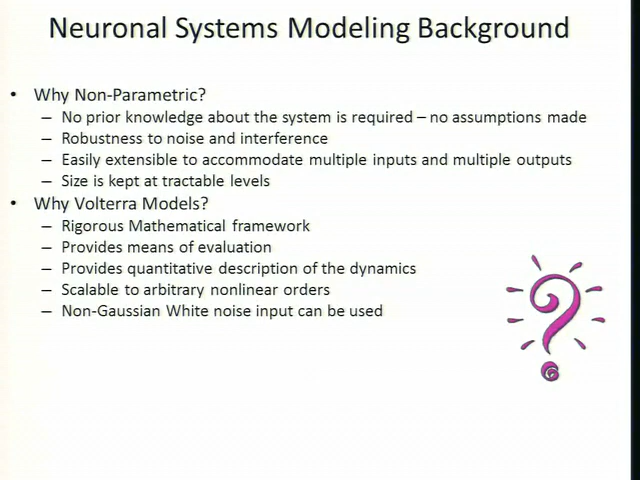 Neuronal Systems Modeling Background
• Why Non-Parametric?
– No prior knowledge about the system is required – no assumptions made
– Robustness to noise and interference
– Easily extensible to accommodate multiple inputs and multiple outputs
– Size is kept at tractable levels
• Why Volterra Models?
– Rigorous Mathematical framework
– Provides means of evaluation
– Provides quantitative description of the dynamics
– Scalable to arbitrary nonlinear orders
– Non-Gaussian White noise input can be used
?